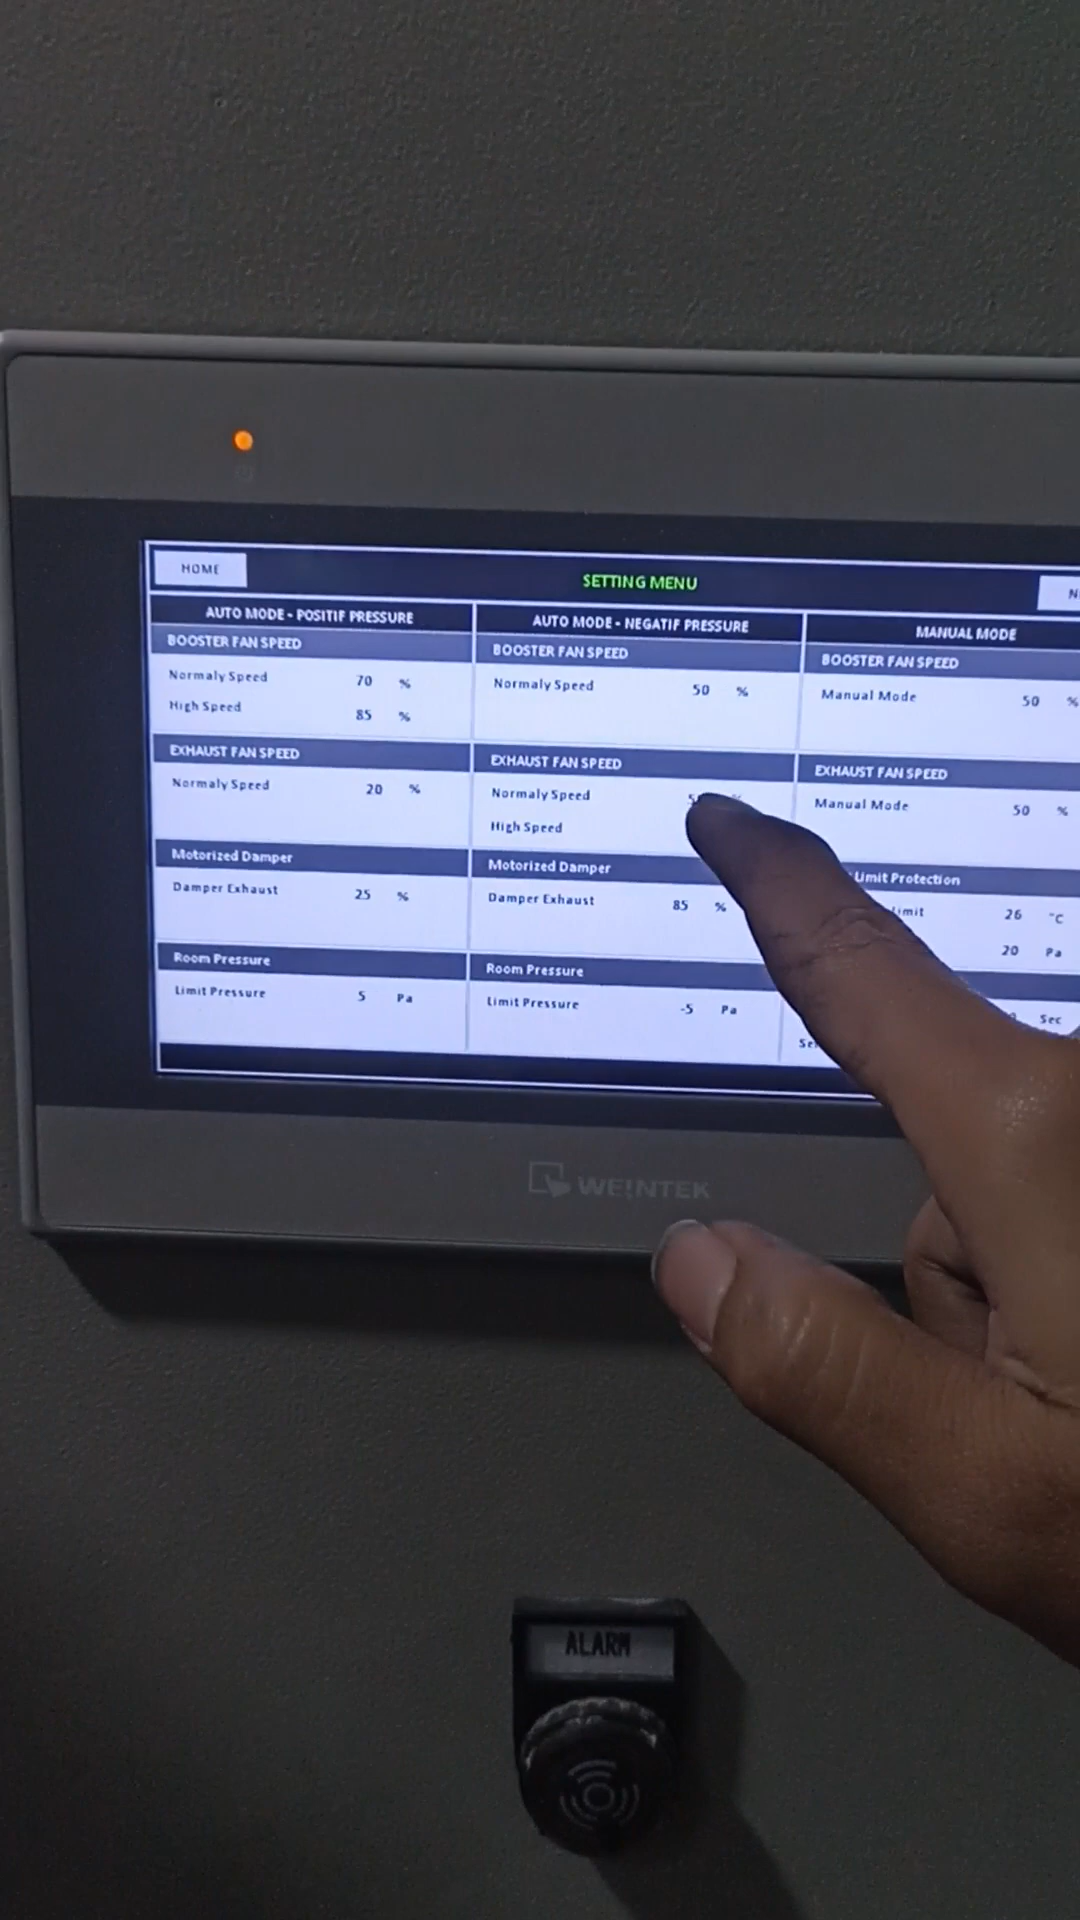 HOME
SETTING MENU
AUTO MODE - POSITIF PRESSURE
BOOSTER FAN SPEED
Normaly Speed 70 %
High Speed 85 %
EXHAUST FAN SPEED
Normaly Speed 20 %
Motorized Damper
Damper Exhaust 25 %
Room Pressure
Limit Pressure 5 Pa
AUTO MODE - NEGATIF PRESSURE
BOOSTER FAN SPEED
Normaly Speed 50 %
EXHAUST FAN SPEED
Normaly Speed %
High Speed
Motorized Damper
Damper Exhaust 85 %
Room Pressure
Limit Pressure -5 Pa
MANUAL MODE
BOOSTER FAN SPEED
Manual Mode 50 %
EXHAUST FAN SPEED
Manual Mode 50 %
Limit Protection
26 °C
20 Pa
Sec
WEINTEK
ALARM